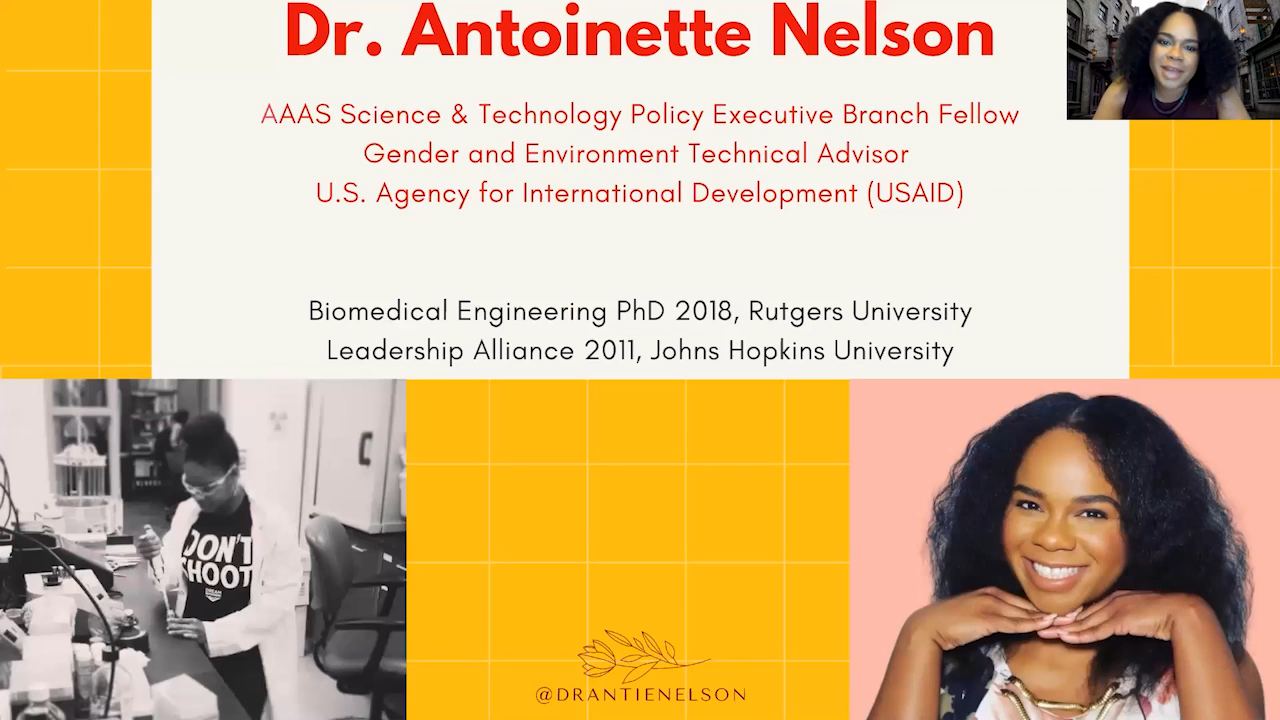 Dr. Antoinette Nelson
AAAS Science & Technology Policy Executive Branch Fellow
Gender and Environment Technical Advisor
U.S. Agency for International Development (USAID)
Biomedical Engineering PhD 2018, Rutgers University
Leadership Alliance 2011, Johns Hopkins University
DON'T
SHOOT
@DRANTIENELSON